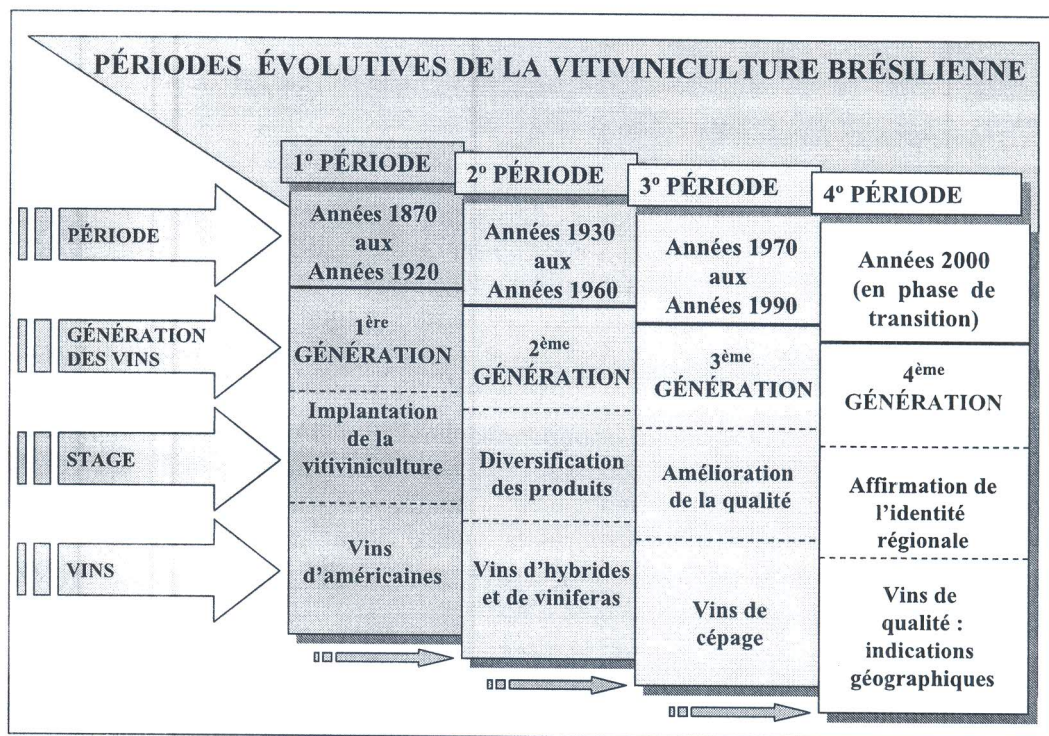 PÉRIODES ÉVOLUTIVES DE LA VITIVINICULTURE BRÉSILIENNE
1º PÉRIODE
2º PÉRIODE
3º PÉRIODE
4º PÉRIODE
PÉRIODE
Années 1870
aux
Années 1920
Années 1930
aux
Années 1960
Années 1970
aux
Années 1990
Années 2000
(en phase de
transition)
GÉNÉRATION
DES VINS
1ère
GÉNÉRATION
2ème
GÉNÉRATION
3ème
GÉNÉRATION
4ème
GÉNÉRATION
STAGE
Implantation
de la
vitiviniculture
Diversification
des produits
Amélioration
de la qualité
Affirmation de
l'identité
régionale
VINS
Vins
d'américaines
Vins d'hybrides
et de viniferas
Vins de
cépage
Vins de
qualité :
indications
géographiques